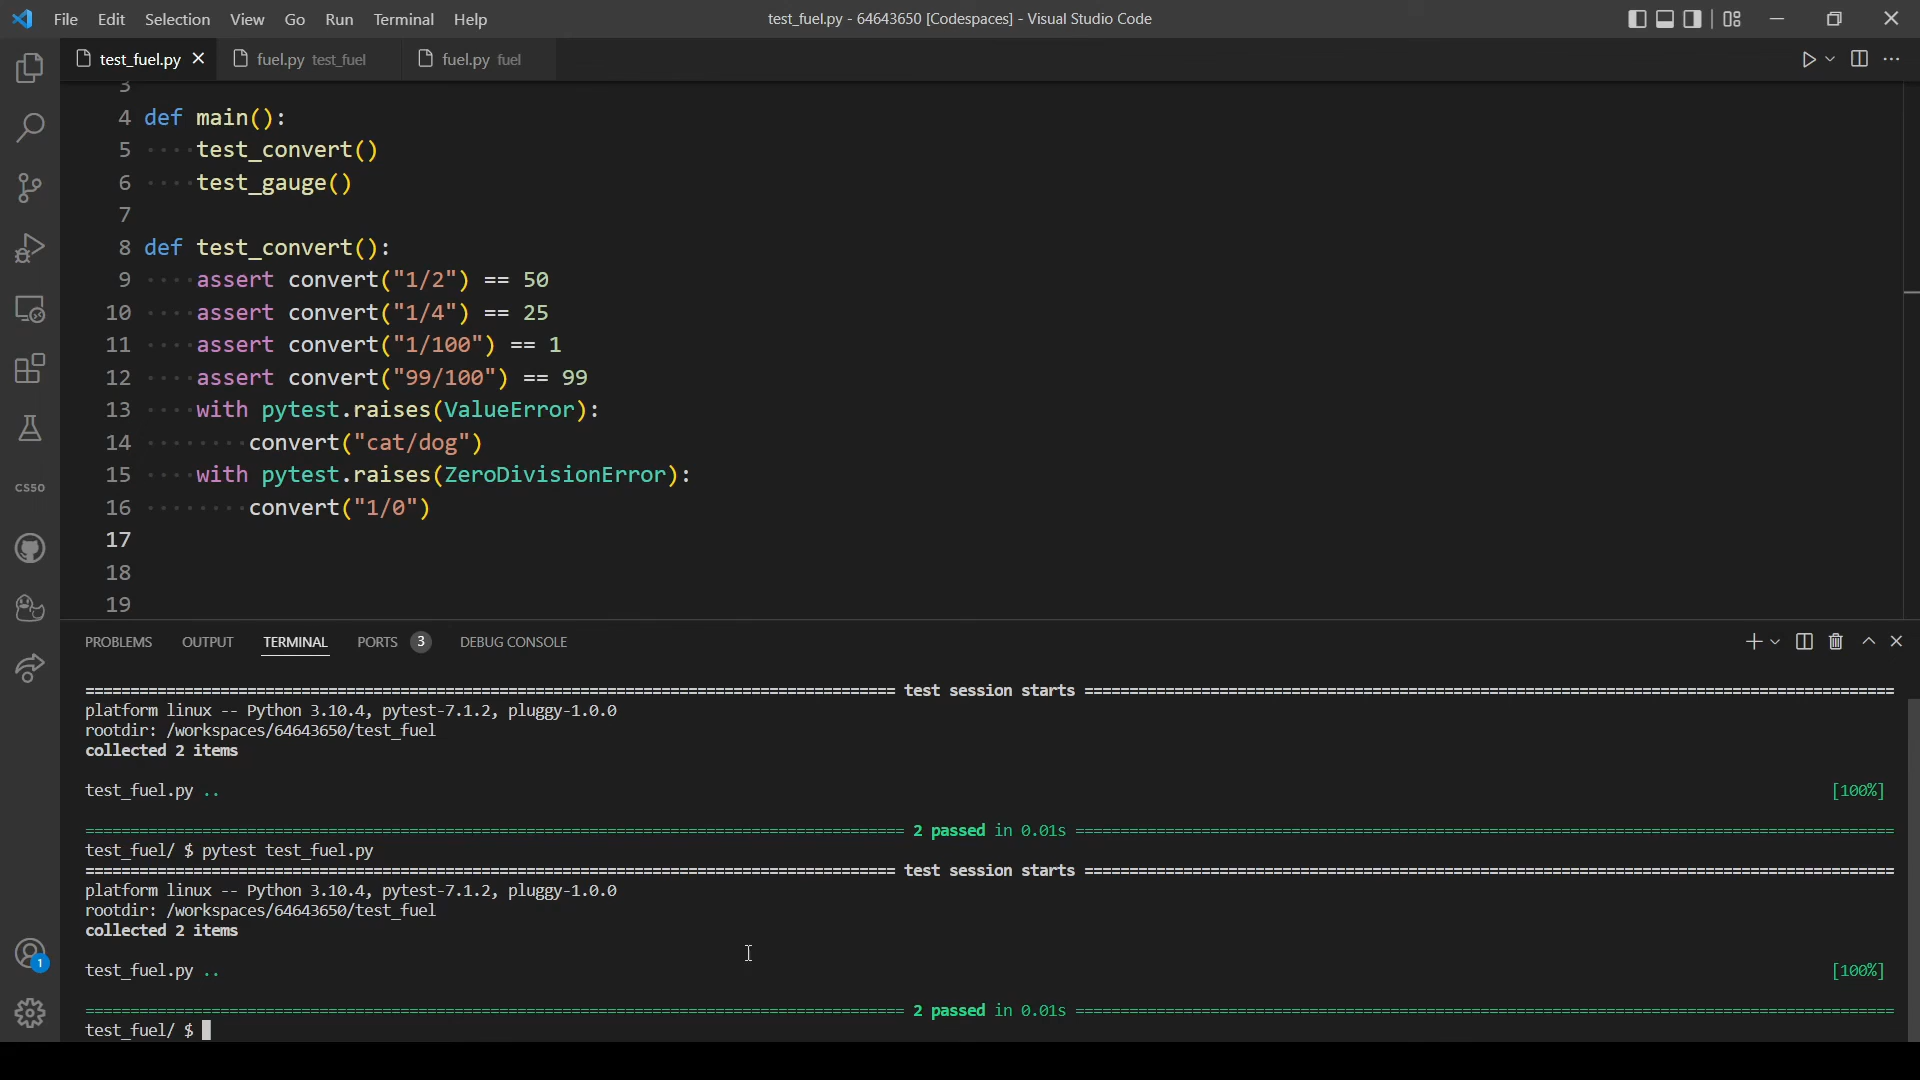 File Edit Selection View Go Run Terminal Help
test_fuel.py - 64643650 [Codespaces] - Visual Studio Code
test_fuel.py fuel.py test_fuel fuel.py fuel
3
4 def main():
5 ····test_convert()
6 ····test_gauge()
7
8 def test_convert():
9 ····assert convert("1/2") == 50
10 ····assert convert("1/4") == 25
11 ····assert convert("1/100") == 1
12 ····assert convert("99/100") == 99
13 ····with pytest.raises(ValueError):
14 ········convert("cat/dog")
15 ····with pytest.raises(ZeroDivisionError):
16 ········convert("1/0")
17
18
19
CS50
1
PROBLEMS OUTPUT TERMINAL PORTS 3 DEBUG CONSOLE
========== test session starts ==========
platform linux -- Python 3.10.4, pytest-7.1.2, pluggy-1.0.0
rootdir: /workspaces/64643650/test_fuel
collected 2 items
test_fuel.py .. [100%]
========== 2 passed in 0.01s ==========
test_fuel/ $ pytest test_fuel.py
========== test session starts ==========
platform linux -- Python 3.10.4, pytest-7.1.2, pluggy-1.0.0
rootdir: /workspaces/64643650/test_fuel
collected 2 items
test_fuel.py .. [100%]
========== 2 passed in 0.01s ==========
test_fuel/ $